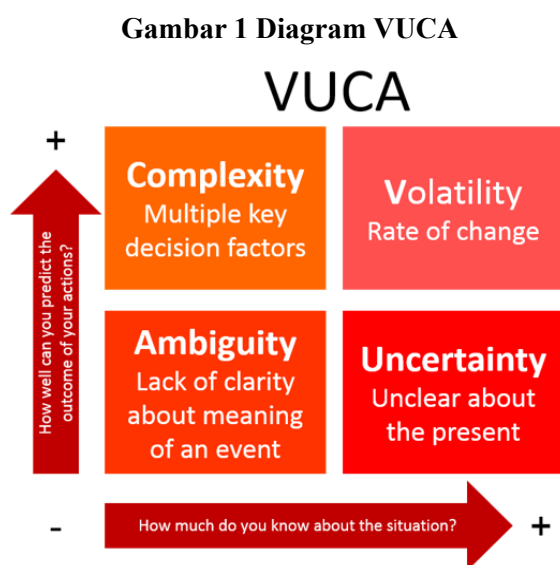 Gambar 1 Diagram VUCA
VUCA
+
Complexity
Multiple key
decision factors
Volatility
Rate of change
How well can you predict the
outcome of your actions?
Ambiguity
Lack of clarity
about meaning
of an event
Uncertainty
Unclear about
the present
-
How much do you know about the situation?
+